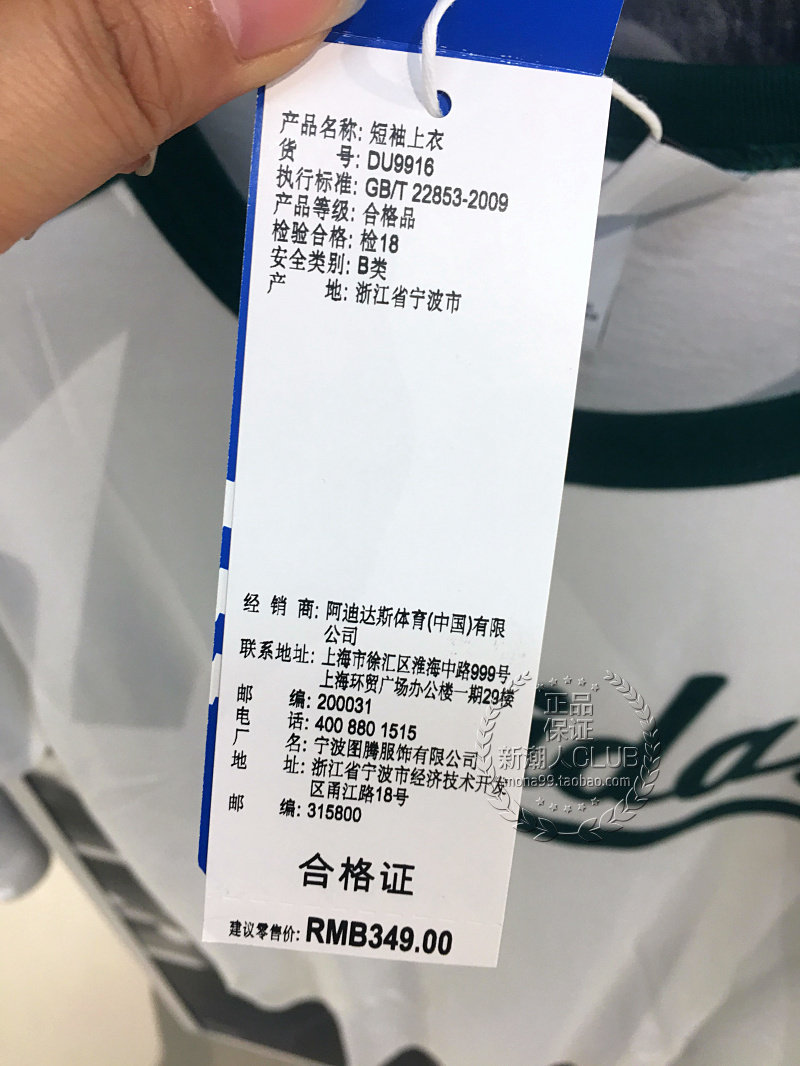 产品名称: 短袖上衣
货 号: DU9916
执行标准: GB/T 22853-2009
产品等级: 合格品
检验合格: 检18
安全类别: B类
产 地: 浙江省宁波市
经 销 商: 阿迪达斯体育(中国)有限
公司
联系地址: 上海市徐汇区淮海中路999号
上海环贸广场办公楼一期29楼
邮 编: 200031
电 话: 400 880 1515
厂 名: 宁波图腾服饰有限公司
地 址: 浙江省宁波市经济技术开发
区甬江路18号
邮 编: 315800
合格证
建议零售价: RMB349.00
正品
保证
新潮人CLUB
mona99.taobao.com